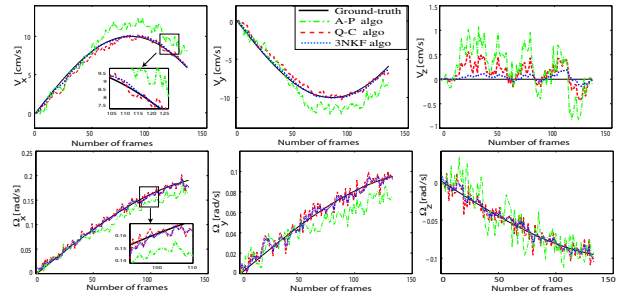 Ground-truth
A-P algo
Q-C algo
3NKF algo
V_x [cm/s]
10
5
0
9.5
9
8.5
8
7.5
105 110 115 120 125
0 50 100 150
Number of frames
V_y [cm/s]
0
-5
-10
0 50 100 150
Number of frames
V_z [cm/s]
1.5
1
0.5
0
-0.5
-1
0 50 100 150
Number of frames
Ω_x [rad/s]
0.25
0.2
0.15
0.1
0.05
0
0.16
0.15
0.14
100 110
0 50 100 150
Number of frames
Ω_y [rad/s]
0.1
0.08
0.06
0.04
0.02
0
0 50 100 150
Number of frames
Ω_z [rad/s]
0
-0.05
-0.1
0 50 100 150
Number of frames